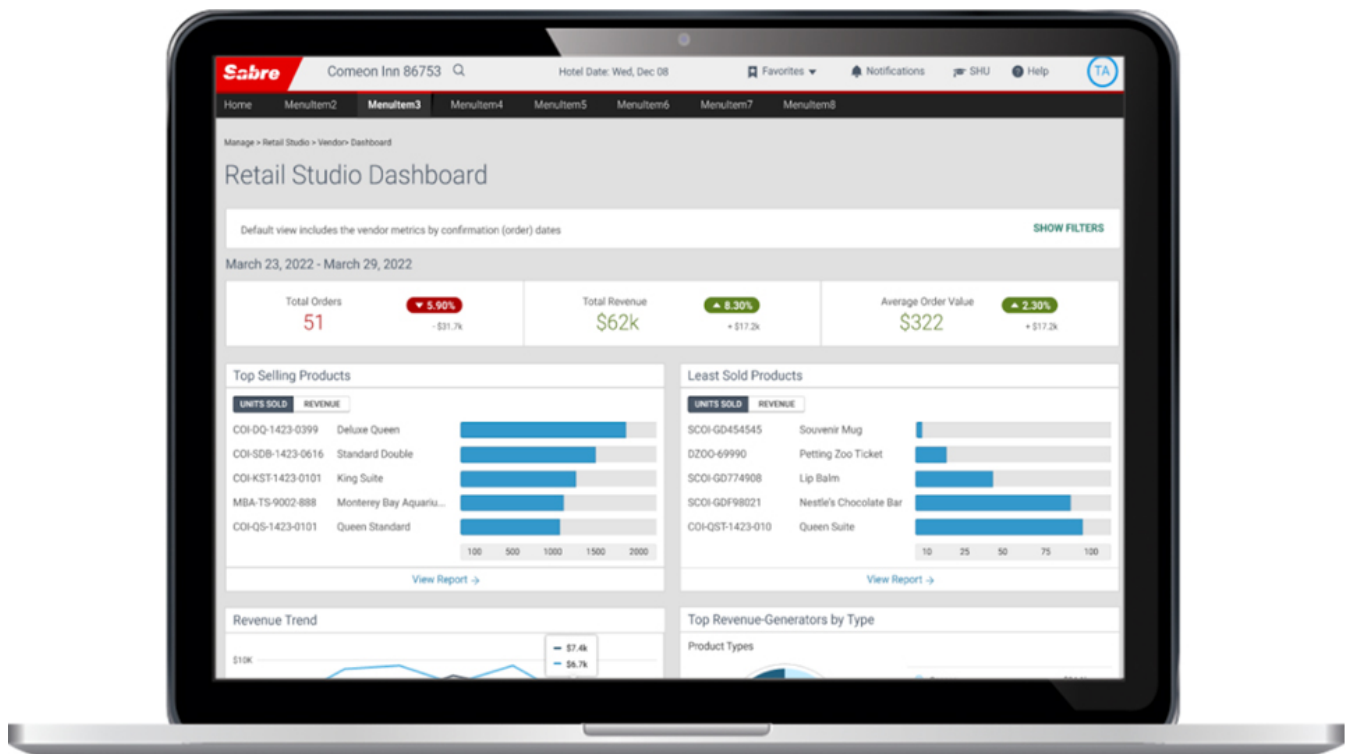 Sabre
Comeon Inn 86753
Hotel Date: Wed, Dec 08
Favorites
Notifications
SHU
Help
TA
Home
MenuItem2
MenuItem3
MenuItem4
MenuItem5
MenuItem6
MenuItem7
MenuItem8
Manage > Retail Studio > Vendor> Dashboard
Retail Studio Dashboard
Default view includes the vendor metrics by confirmation (order) dates
SHOW FILTERS
March 23, 2022 - March 29, 2022
Total Orders
51
5.90%
- $31.7k
Total Revenue
$62k
8.30%
+ $17.2k
Average Order Value
$322
2.30%
+ $17.2k
Top Selling Products
UNITS SOLD REVENUE
COI-DQ-1423-0399 Deluxe Queen
COI-SDB-1423-0616 Standard Double
COI-KST-1423-0101 King Suite
MBA-TS-9002-888 Monterey Bay Aquariu...
COI-QS-1423-0101 Queen Standard
100 500 1000 1500 2000
View Report →
Least Sold Products
UNITS SOLD REVENUE
SCOI-GD454545 Souvenir Mug
DZOO-69990 Petting Zoo Ticket
SCOI-GD774908 Lip Balm
SCOI-GDF98021 Nestle's Chocolate Bar
COI-QST-1423-010 Queen Suite
10 25 50 75 100
View Report →
Revenue Trend
$10K
$7.4k
$6.7k
Top Revenue-Generators by Type
Product Types